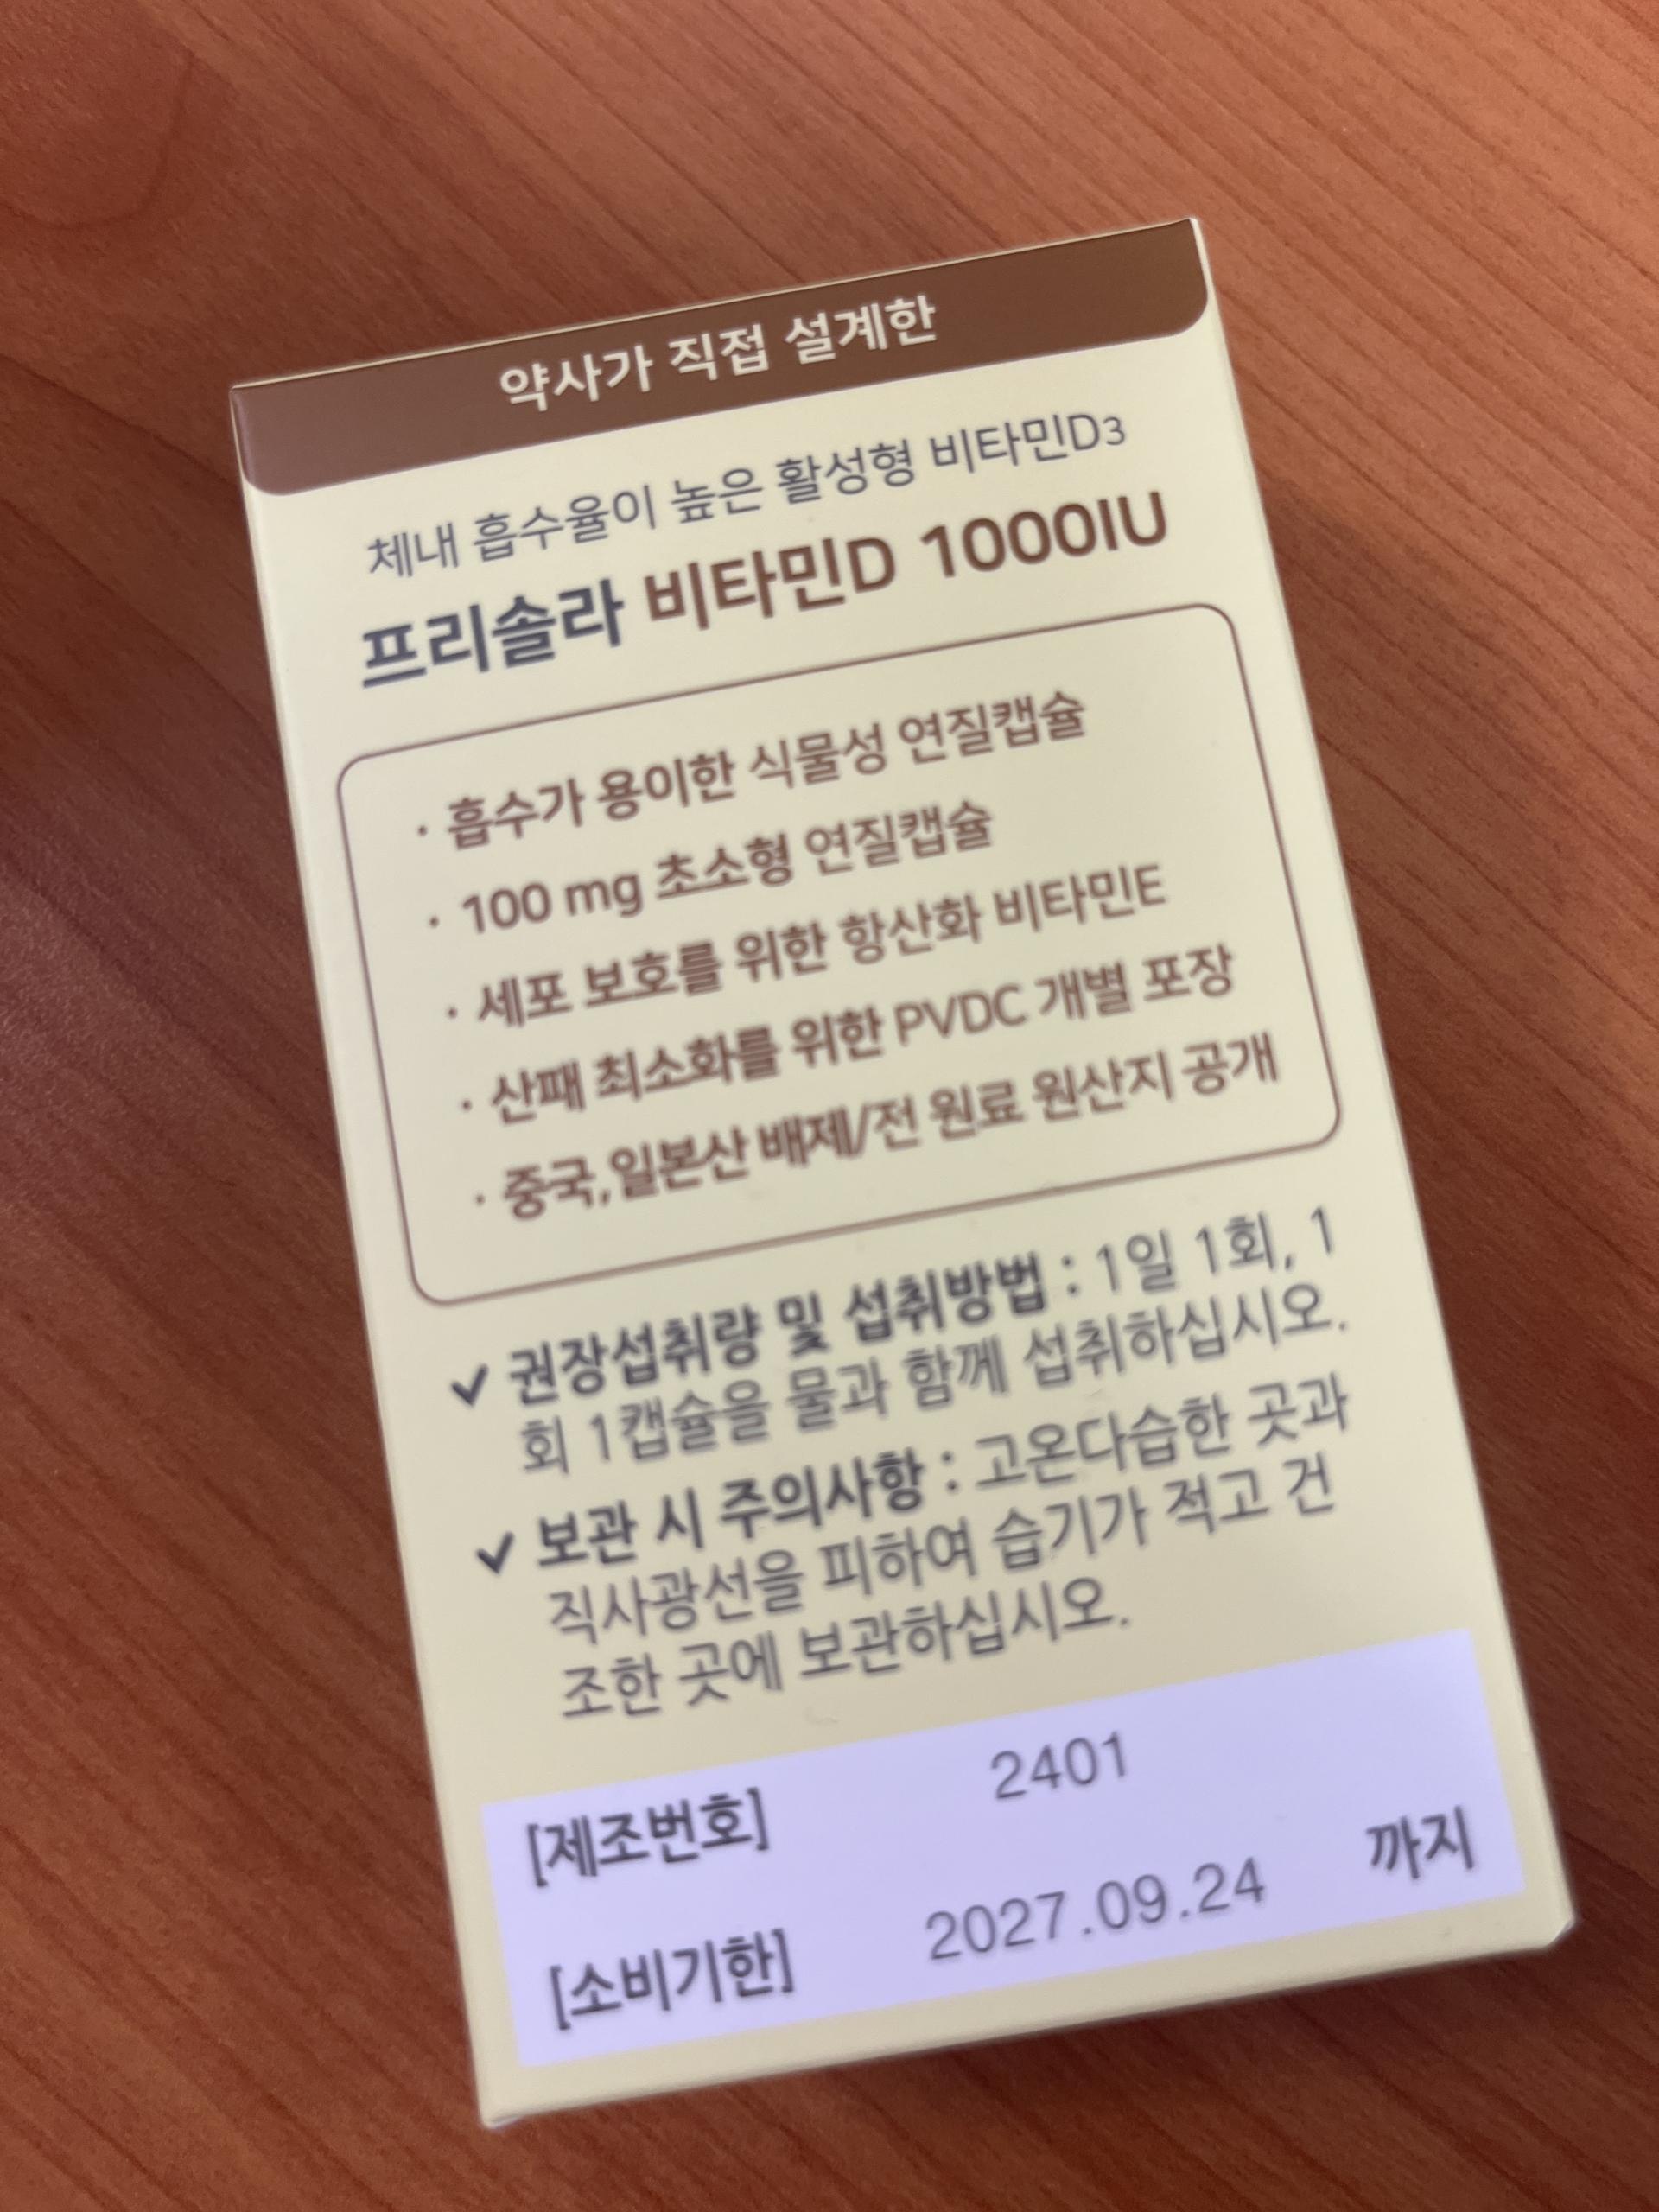 약사가 직접 설계한
체내 흡수율이 높은 활성형 비타민D3
프리솔라 비타민D 1000IU
· 흡수가 용이한 식물성 연질캡슐
· 100 mg 초소형 연질캡슐
· 세포 보호를 위한 항산화 비타민E
· 산패 최소화를 위한 PVDC 개별 포장
· 중국,일본산 배제/전 원료 원산지 공개
✓ 권장섭취량 및 섭취방법 : 1일 1회, 1
회 1캡슐을 물과 함께 섭취하십시오.
✓ 보관 시 주의사항 : 고온다습한 곳과
직사광선을 피하여 습기가 적고 건
조한 곳에 보관하십시오.
[제조번호] 2401
[소비기한] 2027.09.24 까지